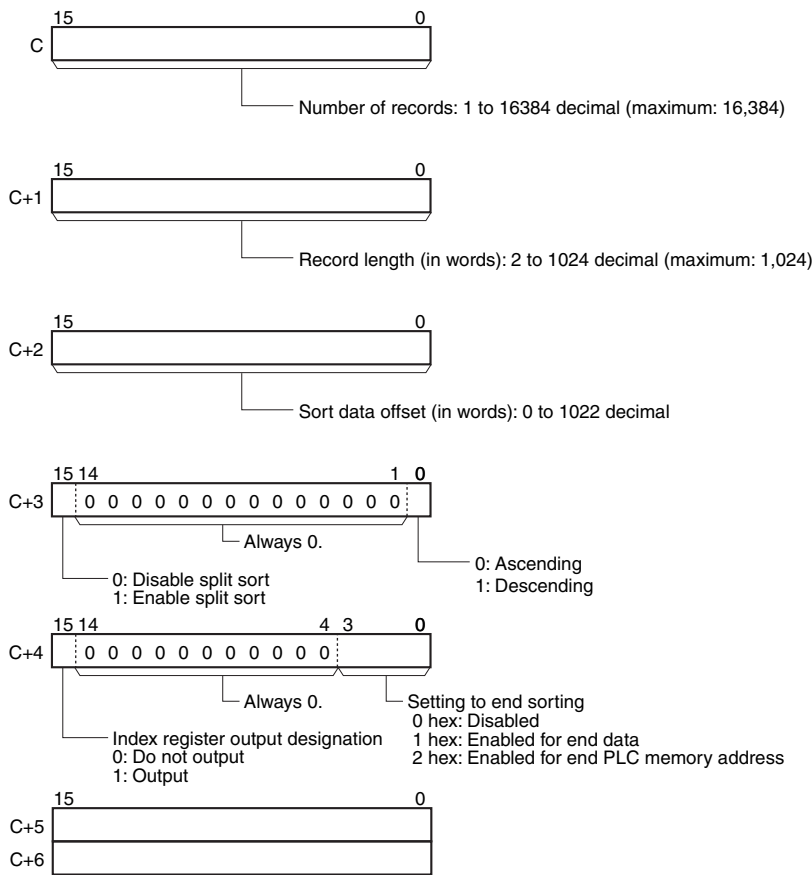 15 0
C
Number of records: 1 to 16384 decimal (maximum: 16,384)
15 0
C+1
Record length (in words): 2 to 1024 decimal (maximum: 1,024)
15 0
C+2
Sort data offset (in words): 0 to 1022 decimal
15 14 1 0
C+3 0 0 0 0 0 0 0 0 0 0 0 0 0 0
Always 0.
0: Disable split sort
1: Enable split sort
0: Ascending
1: Descending
15 14 4 3 0
C+4 0 0 0 0 0 0 0 0 0 0 0
Always 0.
Index register output designation
0: Do not output
1: Output
Setting to end sorting
0 hex: Disabled
1 hex: Enabled for end data
2 hex: Enabled for end PLC memory address
15 0
C+5
C+6